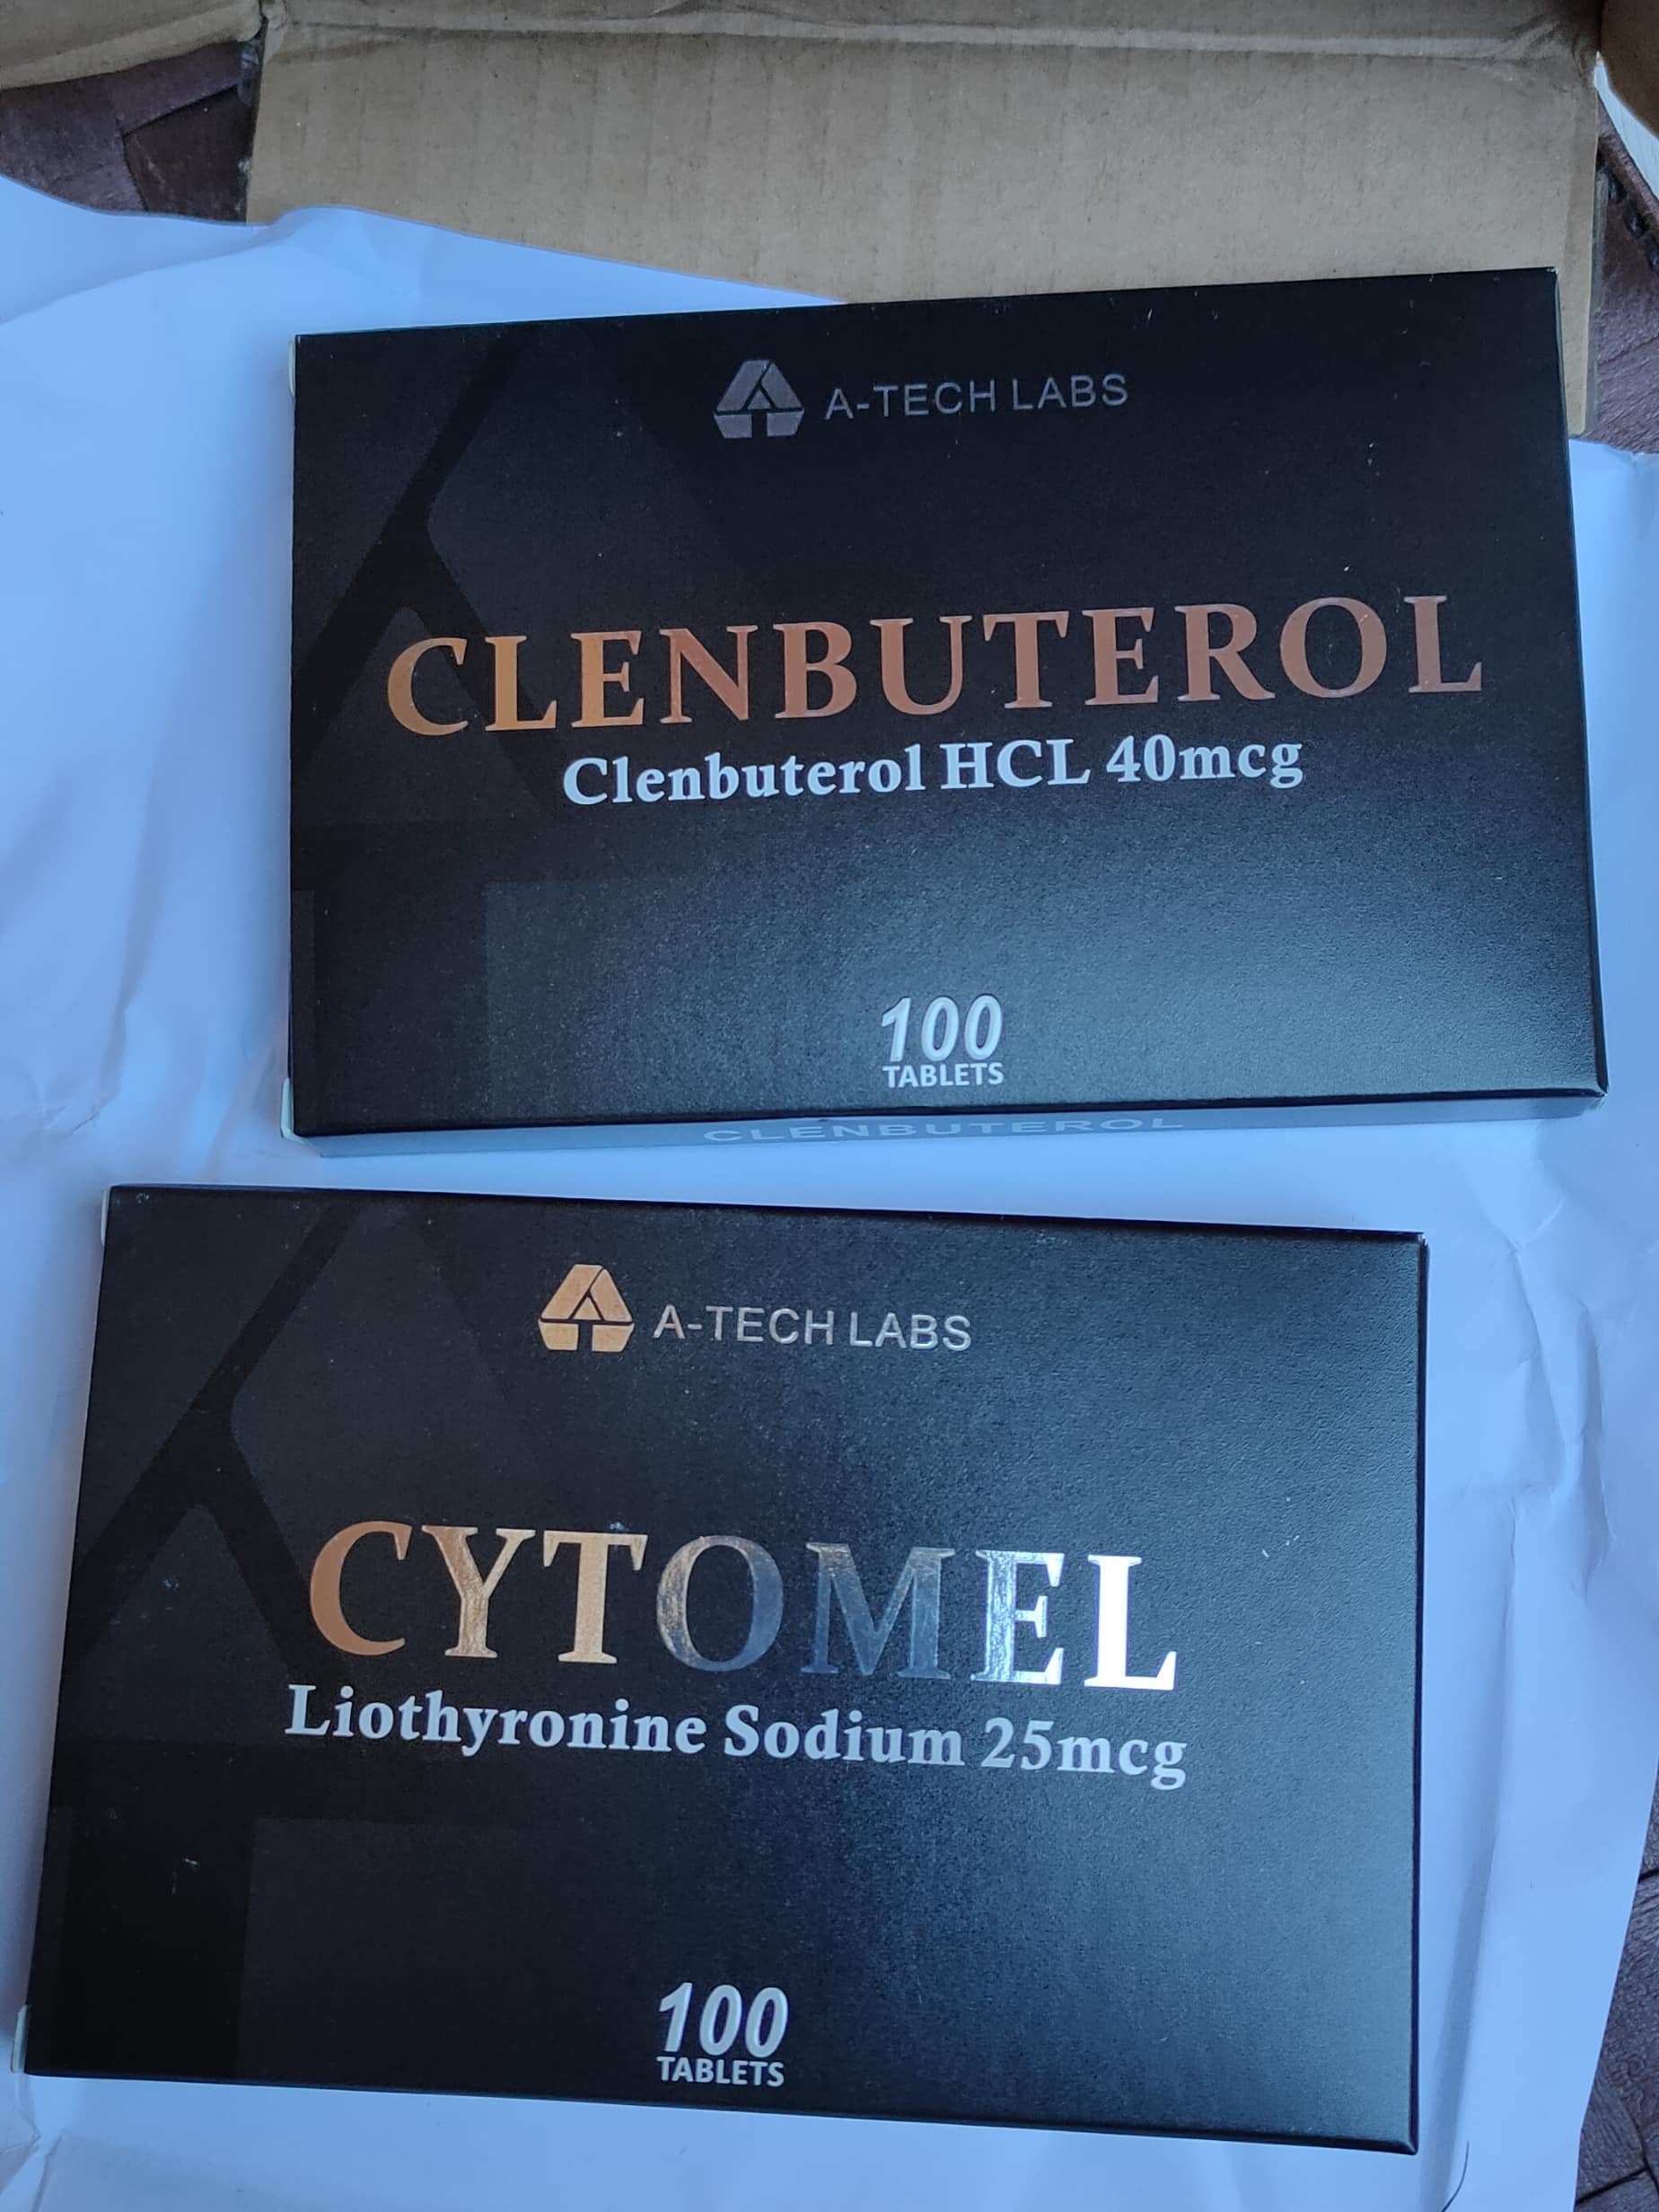 A-TECH LABS
CLENBUTEROL
Clenbuterol HCL 40mcg
100
TABLETS
CLENBUTEROL
A-TECH LABS
CYTOMEL
Liothyronine Sodium 25mcg
100
TABLETS